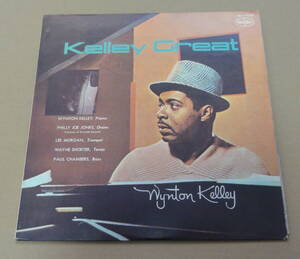 Kelley Great
WYNTON KELLEY, Piano
PHILLY JOE JONES, Drums
LEE MORGAN, Trumpet
WAYNE SHORTER, Tenor
PAUL CHAMBERS, Bass
Wynton Kelley